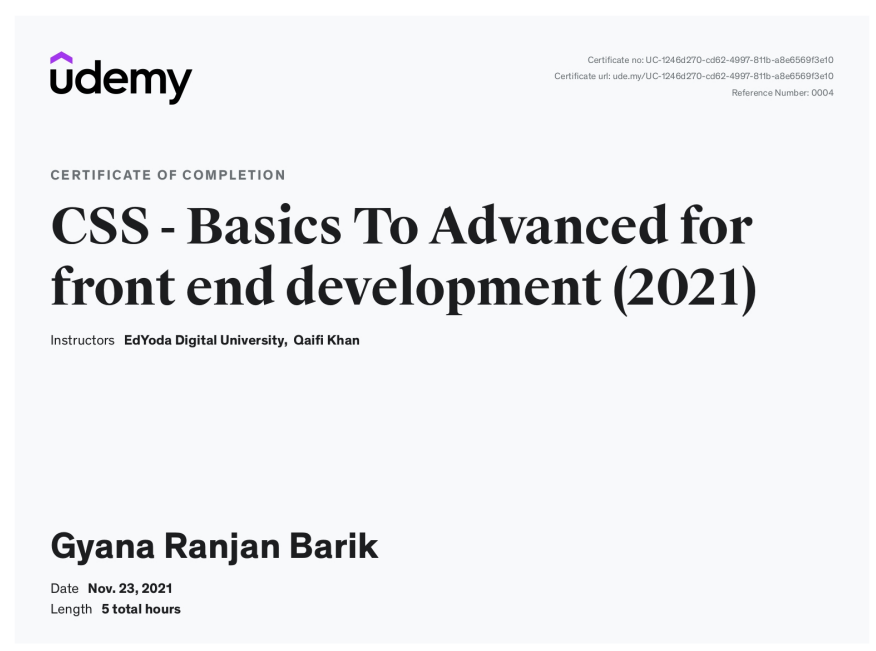 udemy
Certificate no: UC-1246d270-cd62-4997-811b-a8e6569f3e10
Certificate url: ude.my/UC-1246d270-cd62-4997-811b-a8e6569f3e10
Reference Number: 0004
CERTIFICATE OF COMPLETION
CSS - Basics To Advanced for
front end development (2021)
Instructors EdYoda Digital University, Qaifi Khan
Gyana Ranjan Barik
Date Nov. 23, 2021
Length 5 total hours